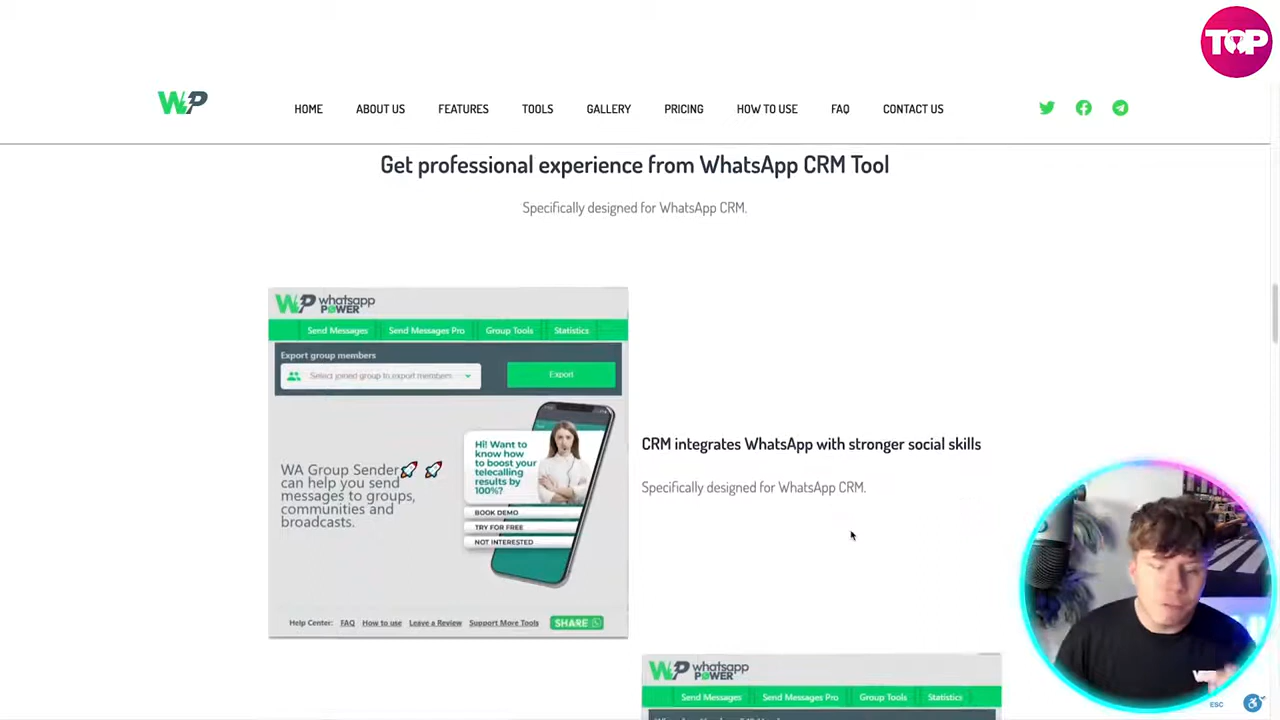 TOP
WP
HOME
ABOUT US
FEATURES
TOOLS
GALLERY
PRICING
HOW TO USE
FAQ
CONTACT US
Get professional experience from WhatsApp CRM Tool
Specifically designed for WhatsApp CRM.
WP whatsapp
POWER
Send Messages
Send Messages Pro
Group Tools
Statistics
Export group members
Select joined group to export members
Export
WA Group Sender🚀 🚀
can help you send
messages to groups,
communities and
broadcasts.
Hi! Want to
know how
to boost your
telecalling
results by
100%?
BOOK DEMO
TRY FOR FREE
NOT INTERESTED
Help Center:
FAQ
How to use
Leave a Review
Support More Tools
SHARE
CRM integrates WhatsApp with stronger social skills
Specifically designed for WhatsApp CRM.
WP whatsapp
POWER
Send Messages
Send Messages Pro
Group Tools
Statistics
ESC